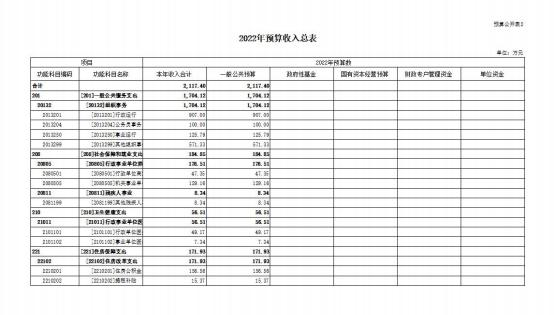 预算公开表2
2022年预算收入总表
单位：万元
项目 2022年预算数
功能科目编码 功能科目名称 本年收入合计 一般公共预算 政府性基金 国有资本经营预算 财政专户管理资金 单位资金
合计 2,117.40 2,117.40
201 [201]一般公共服务支出 1,704.12 1,704.12
20132 [20132]组织事务 1,704.12 1,704.12
2013201 [2013201]行政运行 907.00 907.00
2013204 [2013204]公务员事务 100.00 100.00
2013250 [2013250]事业运行 125.79 125.79
2013299 [2013299]其他组织事 571.33 571.33
208 [208]社会保障和就业支出 184.85 184.85
20805 [20805]行政事业单位养 176.51 176.51
2080501 [2080501]行政单位离 47.35 47.35
2080505 [2080505]机关事业单 129.16 129.16
20811 [20811]残疾人事业 8.34 8.34
2081199 [2081199]其他残疾人 8.34 8.34
210 [210]卫生健康支出 56.51 56.51
21011 [21011]行政事业单位医 56.51 56.51
2101101 [2101101]行政单位医 49.17 49.17
2101102 [2101102]事业单位医 7.34 7.34
221 [221]住房保障支出 171.93 171.93
22102 [22102]住房改革支出 171.93 171.93
2210201 [2210201]住房公积金 156.56 156.56
2210202 [2210202]提租补贴 15.37 15.37